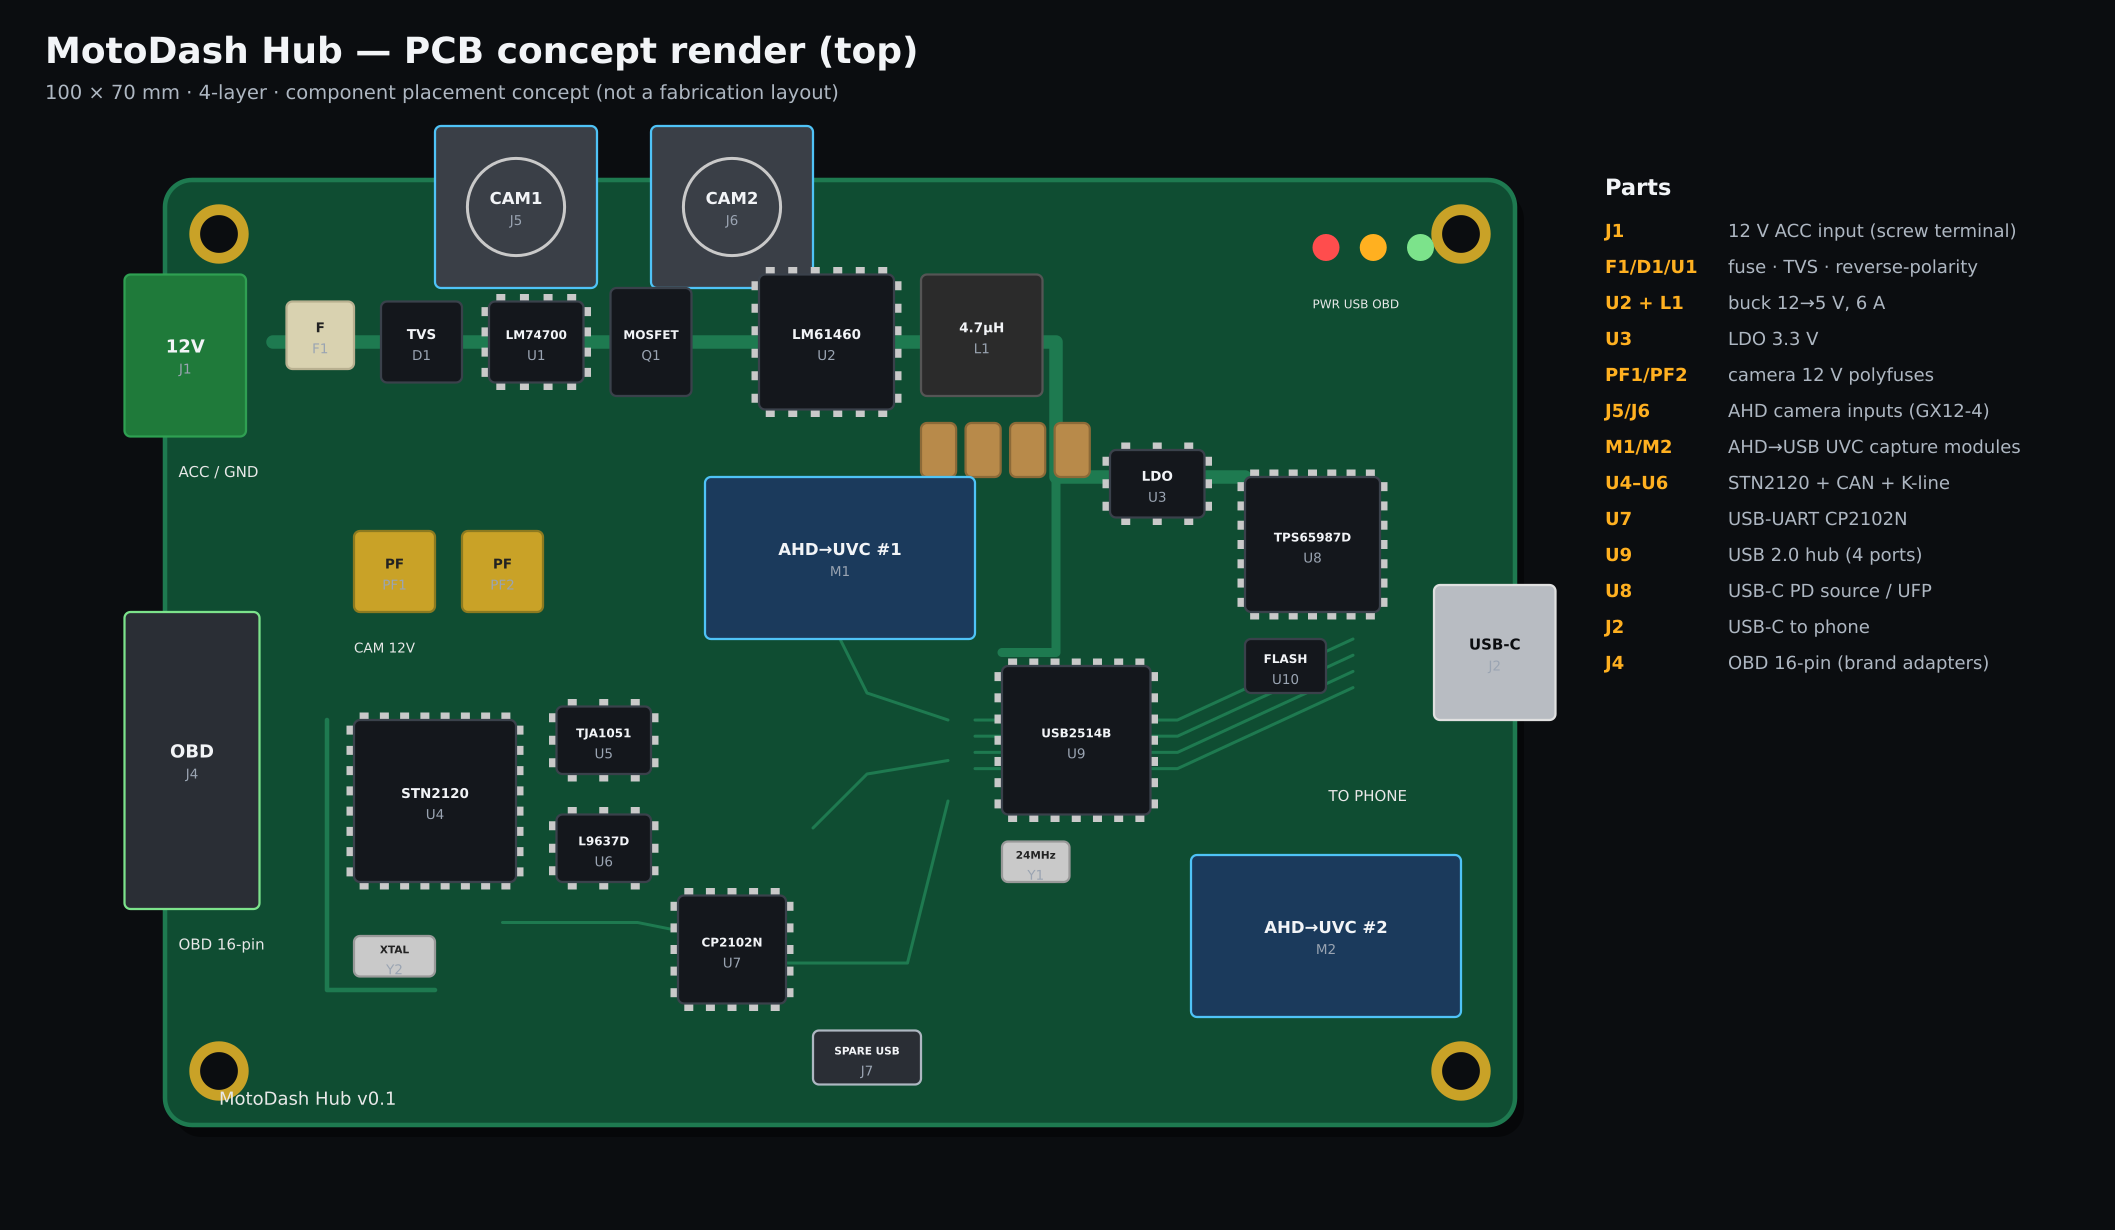 MotoDash Hub — PCB concept render (top)
100 × 70 mm · 4-layer · component placement concept (not a fabrication layout)
CAM1
J5
CAM2
J6
PWR USB OBD
12V
J1
F
F1
TVS
D1
LM74700
U1
MOSFET
Q1
LM61460
U2
4.7µH
L1
ACC / GND
LDO
U3
TPS65987D
U8
AHD→UVC #1
M1
PF
PF1
PF
PF2
CAM 12V
FLASH
U10
USB-C
J2
OBD
J4
STN2120
U4
TJA1051
U5
L9637D
U6
USB2514B
U9
TO PHONE
24MHz
Y1
AHD→UVC #2
M2
OBD 16-pin
XTAL
Y2
CP2102N
U7
SPARE USB
J7
MotoDash Hub v0.1
Parts
J1 12 V ACC input (screw terminal)
F1/D1/U1 fuse · TVS · reverse-polarity
U2 + L1 buck 12→5 V, 6 A
U3 LDO 3.3 V
PF1/PF2 camera 12 V polyfuses
J5/J6 AHD camera inputs (GX12-4)
M1/M2 AHD→USB UVC capture modules
U4–U6 STN2120 + CAN + K-line
U7 USB-UART CP2102N
U9 USB 2.0 hub (4 ports)
U8 USB-C PD source / UFP
J2 USB-C to phone
J4 OBD 16-pin (brand adapters)